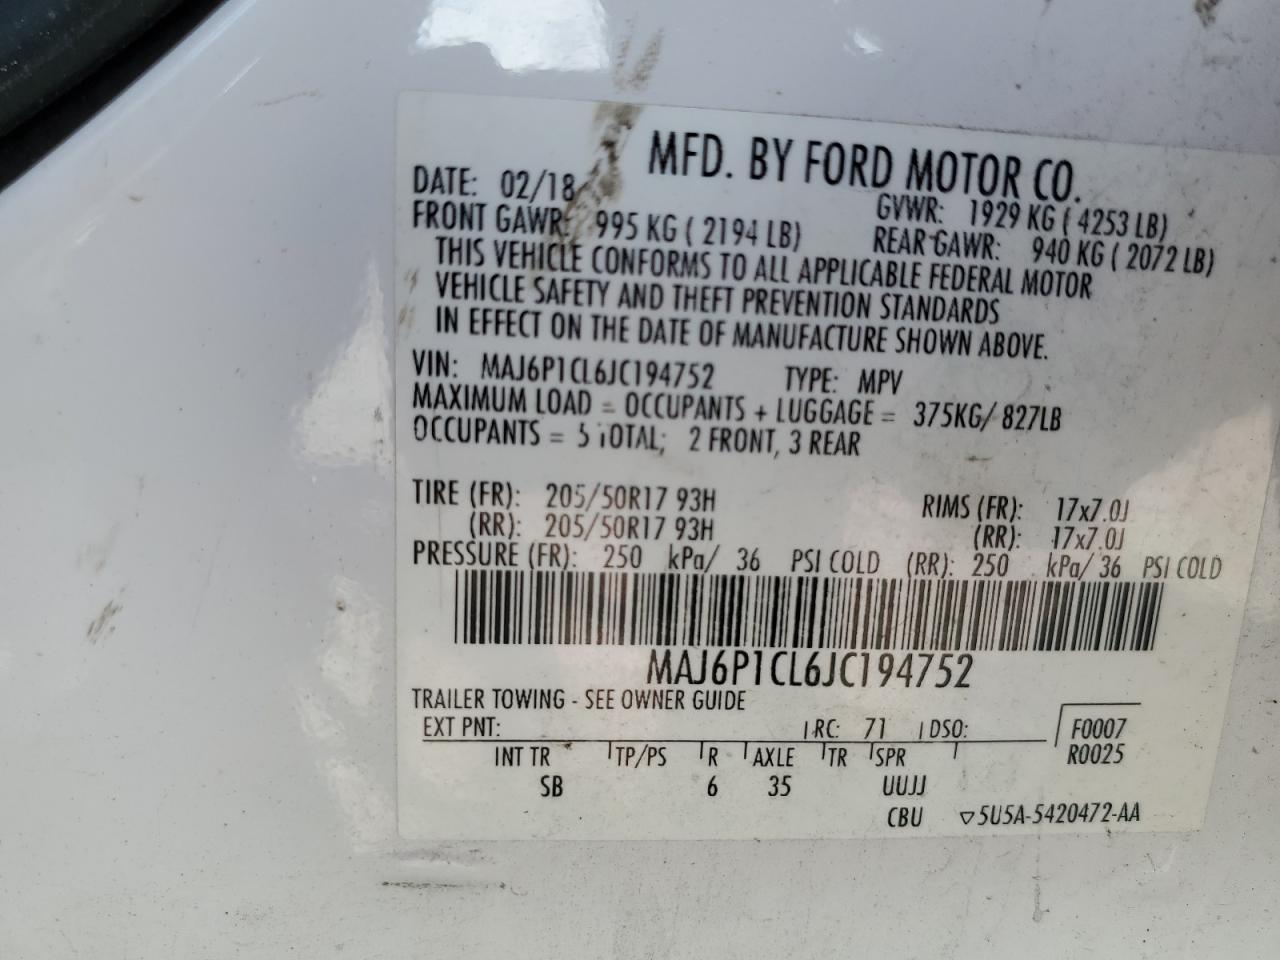 MFD. BY FORD MOTOR CO.
DATE: 02/18 GVWR: 1929 KG ( 4253 LB)
FRONT GAWR: 995 KG ( 2194 LB) REAR GAWR: 940 KG ( 2072 LB)
THIS VEHICLE CONFORMS TO ALL APPLICABLE FEDERAL MOTOR
VEHICLE SAFETY AND THEFT PREVENTION STANDARDS
IN EFFECT ON THE DATE OF MANUFACTURE SHOWN ABOVE.
VIN: MAJ6P1CL6JC194752 TYPE: MPV
MAXIMUM LOAD = OCCUPANTS + LUGGAGE = 375KG/ 827LB
OCCUPANTS = 5 TOTAL; 2 FRONT, 3 REAR
TIRE (FR): 205/50R17 93H RIMS (FR): 17x7.0J
(RR): 205/50R17 93H (RR): 17x7.0J
PRESSURE (FR): 250 kPa/ 36 PSI COLD (RR): 250 kPa/ 36 PSI COLD
MAJ6P1CL6JC194752
TRAILER TOWING - SEE OWNER GUIDE
EXT PNT: RC: 71 DSO: F0007
R0025
INT TR TP/PS R AXLE TR SPR
SB 6 35 UUJJ
CBU ▽5U5A-5420472-AA